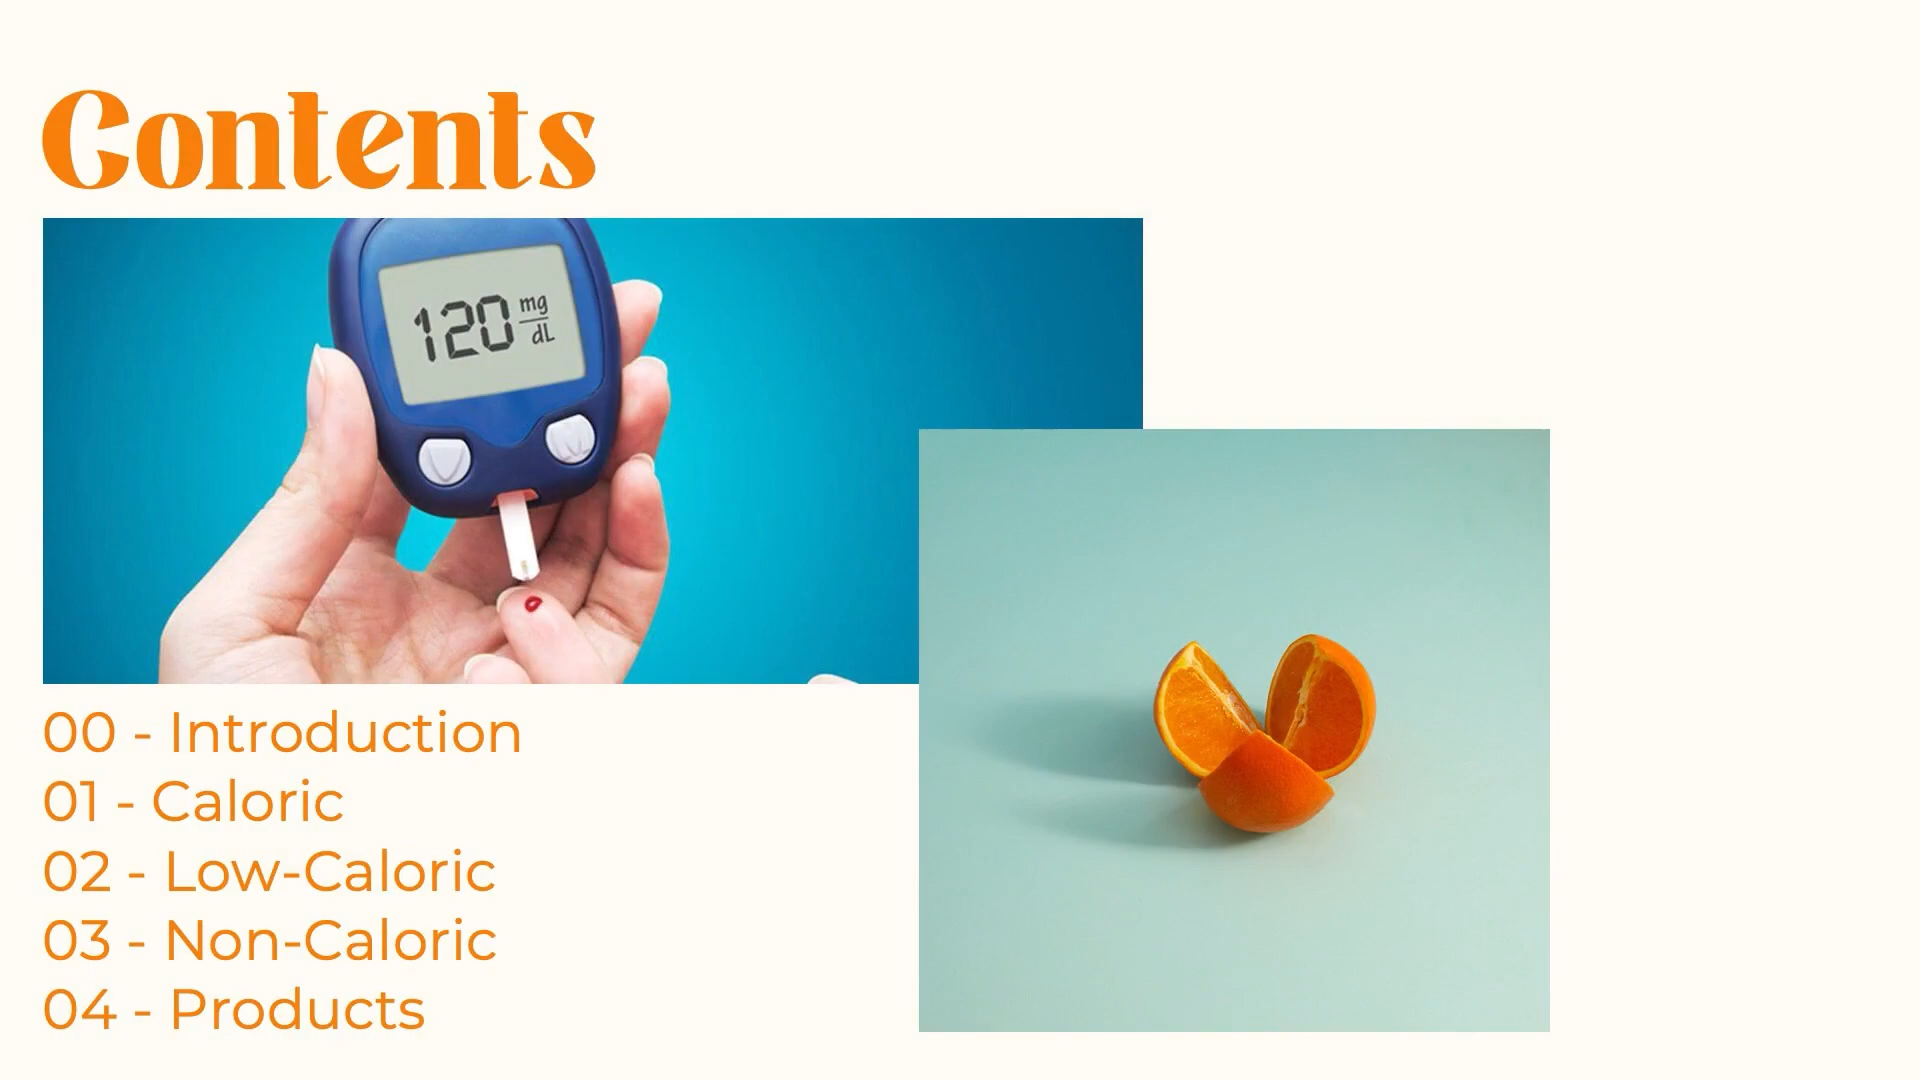 Contents
120 mg
dL
00 - Introduction
01 - Caloric
02 - Low-Caloric
03 - Non-Caloric
04 - Products